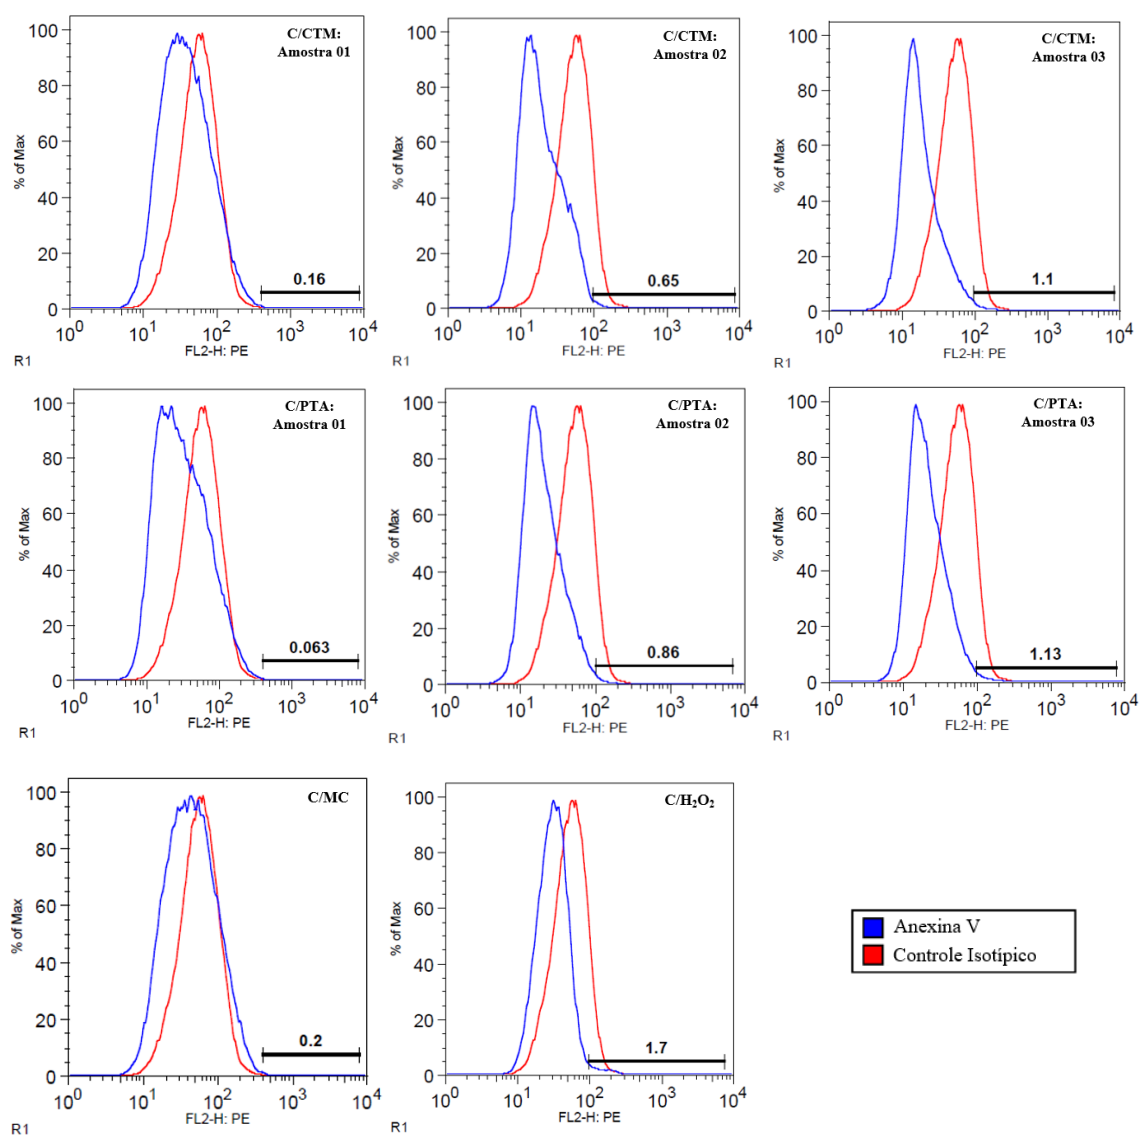 C/CTM:
Amostra 01
100
80
60
40
20
0
% of Max
0.16
10^0 10^1 10^2 10^3 10^4
FL2-H: PE
R1
C/CTM:
Amostra 02
100
80
60
40
20
0
% of Max
0.65
10^0 10^1 10^2 10^3 10^4
FL2-H: PE
R1
C/CTM:
Amostra 03
100
80
60
40
20
0
% of Max
1.1
10^0 10^1 10^2 10^3 10^4
FL2-H: PE
R1
C/PTA:
Amostra 01
100
80
60
40
20
0
% of Max
0.063
10^0 10^1 10^2 10^3 10^4
FL2-H: PE
R1
C/PTA:
Amostra 02
100
80
60
40
20
0
% of Max
0.86
10^0 10^1 10^2 10^3 10^4
FL2-H: PE
R1
C/PTA:
Amostra 03
100
80
60
40
20
0
% of Max
1.13
10^0 10^1 10^2 10^3 10^4
FL2-H: PE
R1
C/MC
100
80
60
40
20
0
% of Max
0.2
10^0 10^1 10^2 10^3 10^4
FL2-H: PE
R1
C/H₂O₂
100
80
60
40
20
0
% of Max
1.7
10^0 10^1 10^2 10^3 10^4
FL2-H: PE
R1
Anexina V
Controle Isotípico